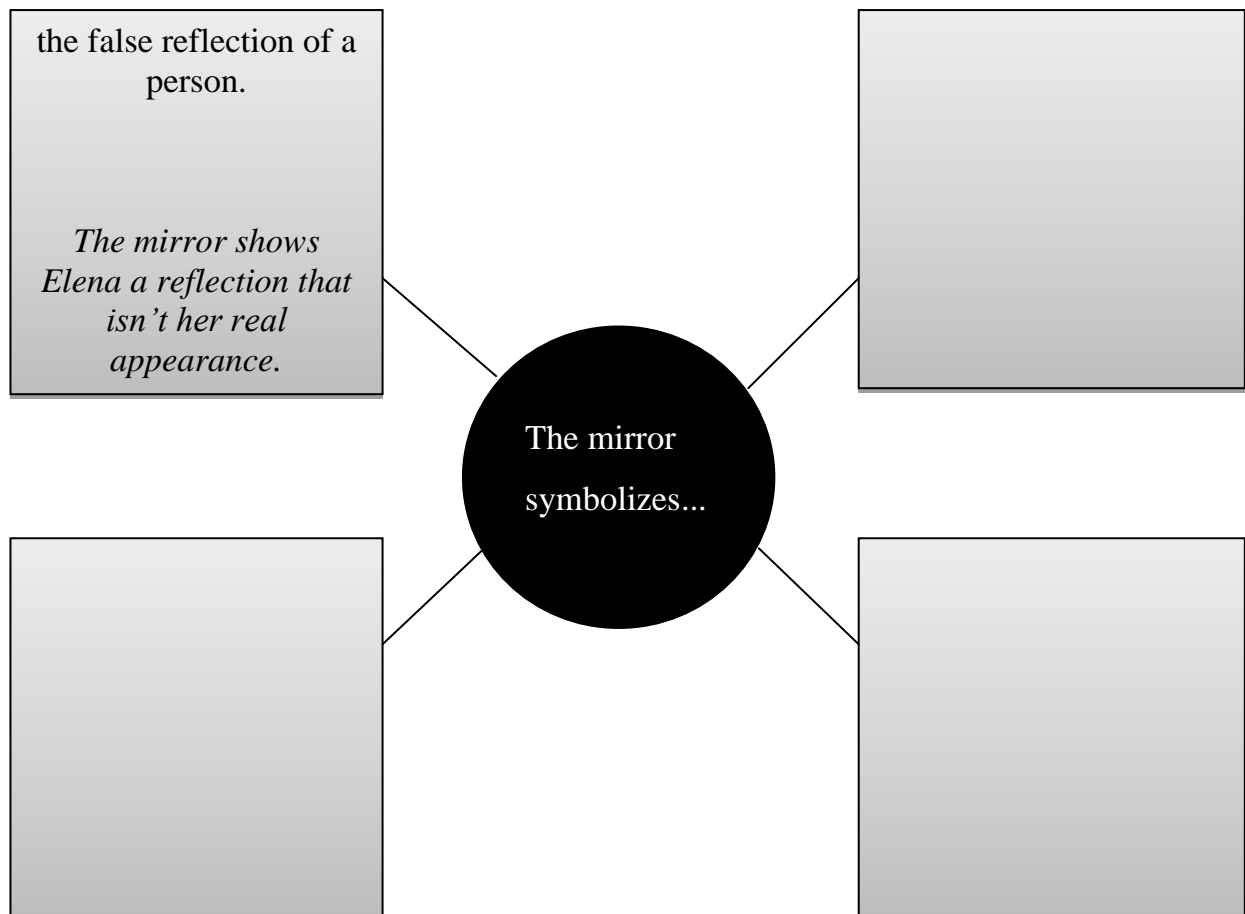 the false reflection of a
person.
The mirror shows
Elena a reflection that
isn’t her real
appearance.
The mirror
symbolizes...